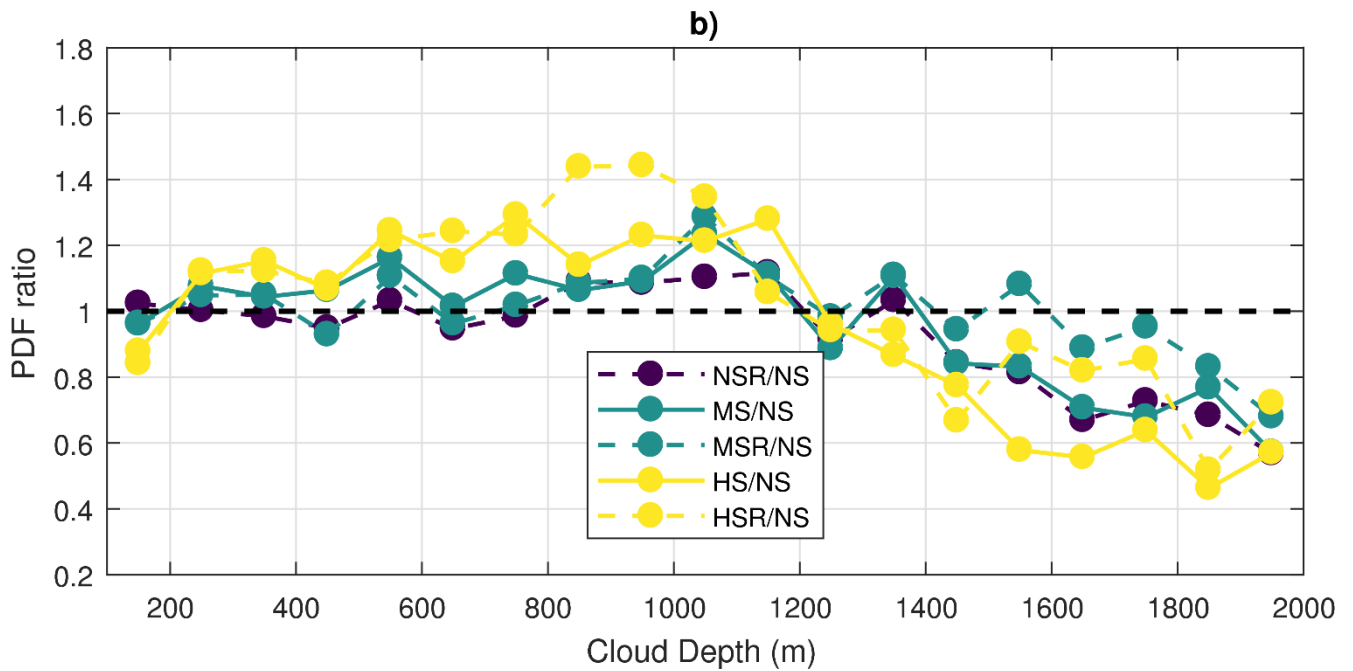 b)
1.8
1.6
1.4
1.2
1
0.8
0.6
0.4
0.2
PDF ratio
NSR/NS
MS/NS
MSR/NS
HS/NS
HSR/NS
200 400 600 800 1000 1200 1400 1600 1800 2000
Cloud Depth (m)